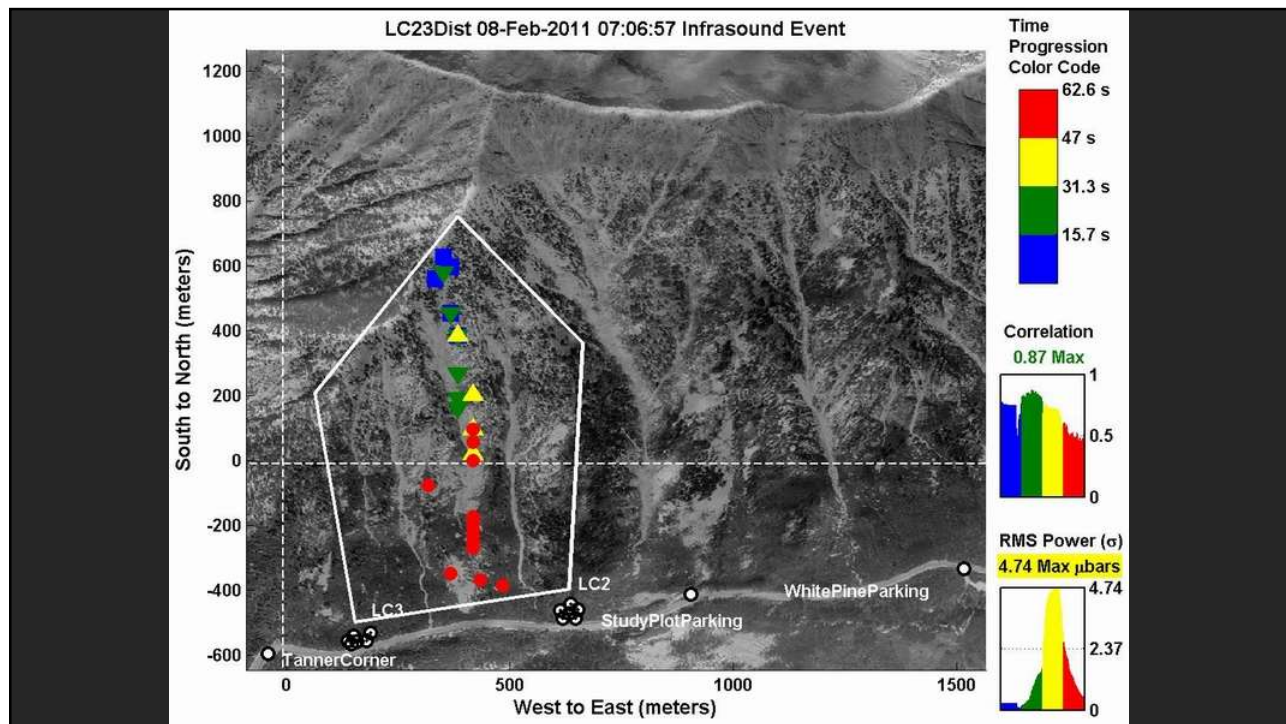 LC23Dist 08-Feb-2011 07:06:57 Infrasound Event
Time
Progression
Color Code
62.6 s
47 s
31.3 s
15.7 s
Correlation
0.87 Max
1
0.5
0
RMS Power (σ)
4.74 Max μbars
4.74
2.37
0
South to North (meters)
1200
1000
800
600
400
200
0
-200
-400
-600
LC3
LC2
WhitePineParking
StudyPlotParking
TannerCorner
0
500
1000
1500
West to East (meters)